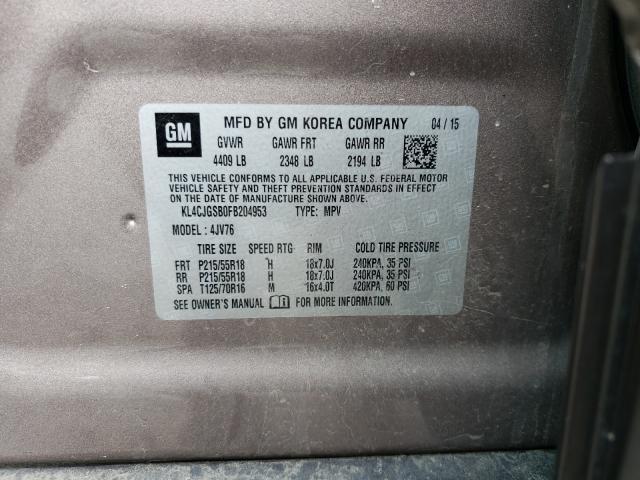 GM
MFD BY GM KOREA COMPANY 04 / 15
GVWR GAWR FRT GAWR RR
4409 LB 2348 LB 2194 LB
THIS VEHICLE CONFORMS TO ALL APPLICABLE U.S. FEDERAL MOTOR
VEHICLE SAFETY AND THEFT PREVENTION STANDARDS IN EFFECT
ON THE DATE OF MANUFACTURE SHOWN ABOVE.
KL4CJGSB0FB204953 TYPE: MPV
MODEL : 4JV76
TIRE SIZE SPEED RTG RIM COLD TIRE PRESSURE
FRT P215/55R18 H 18x7.0J 240KPA, 35 PSI
RR P215/55R18 H 18x7.0J 240KPA, 35 PSI
SPA T125/70R16 M 16x4.0T 420KPA, 60 PSI
SEE OWNER'S MANUAL FOR MORE INFORMATION.